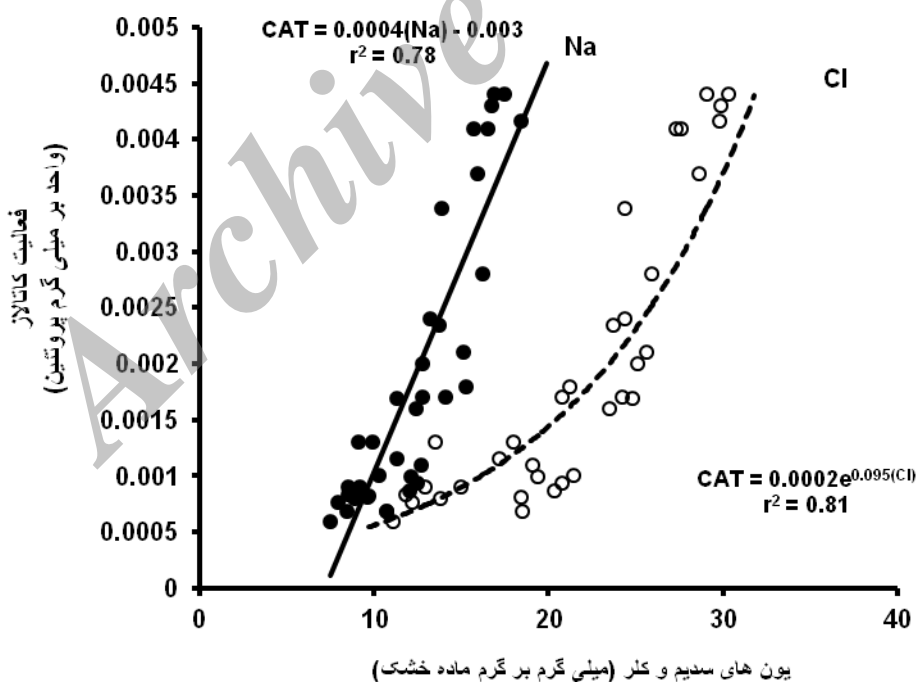 0.005
CAT = 0.0004(Na) - 0.003
r² = 0.78
Na
Cl
0.0045
0.004
0.0035
0.003
0.0025
0.002
0.0015
0.001
0.0005
0
فعالیت کاتالاز
(واحد بر میلی گرم پروتئین)
CAT = 0.0002e^0.095(Cl)
r² = 0.81
0 10 20 30 40
یون های سدیم و کلر (میلی گرم بر گرم ماده خشک)
Archive